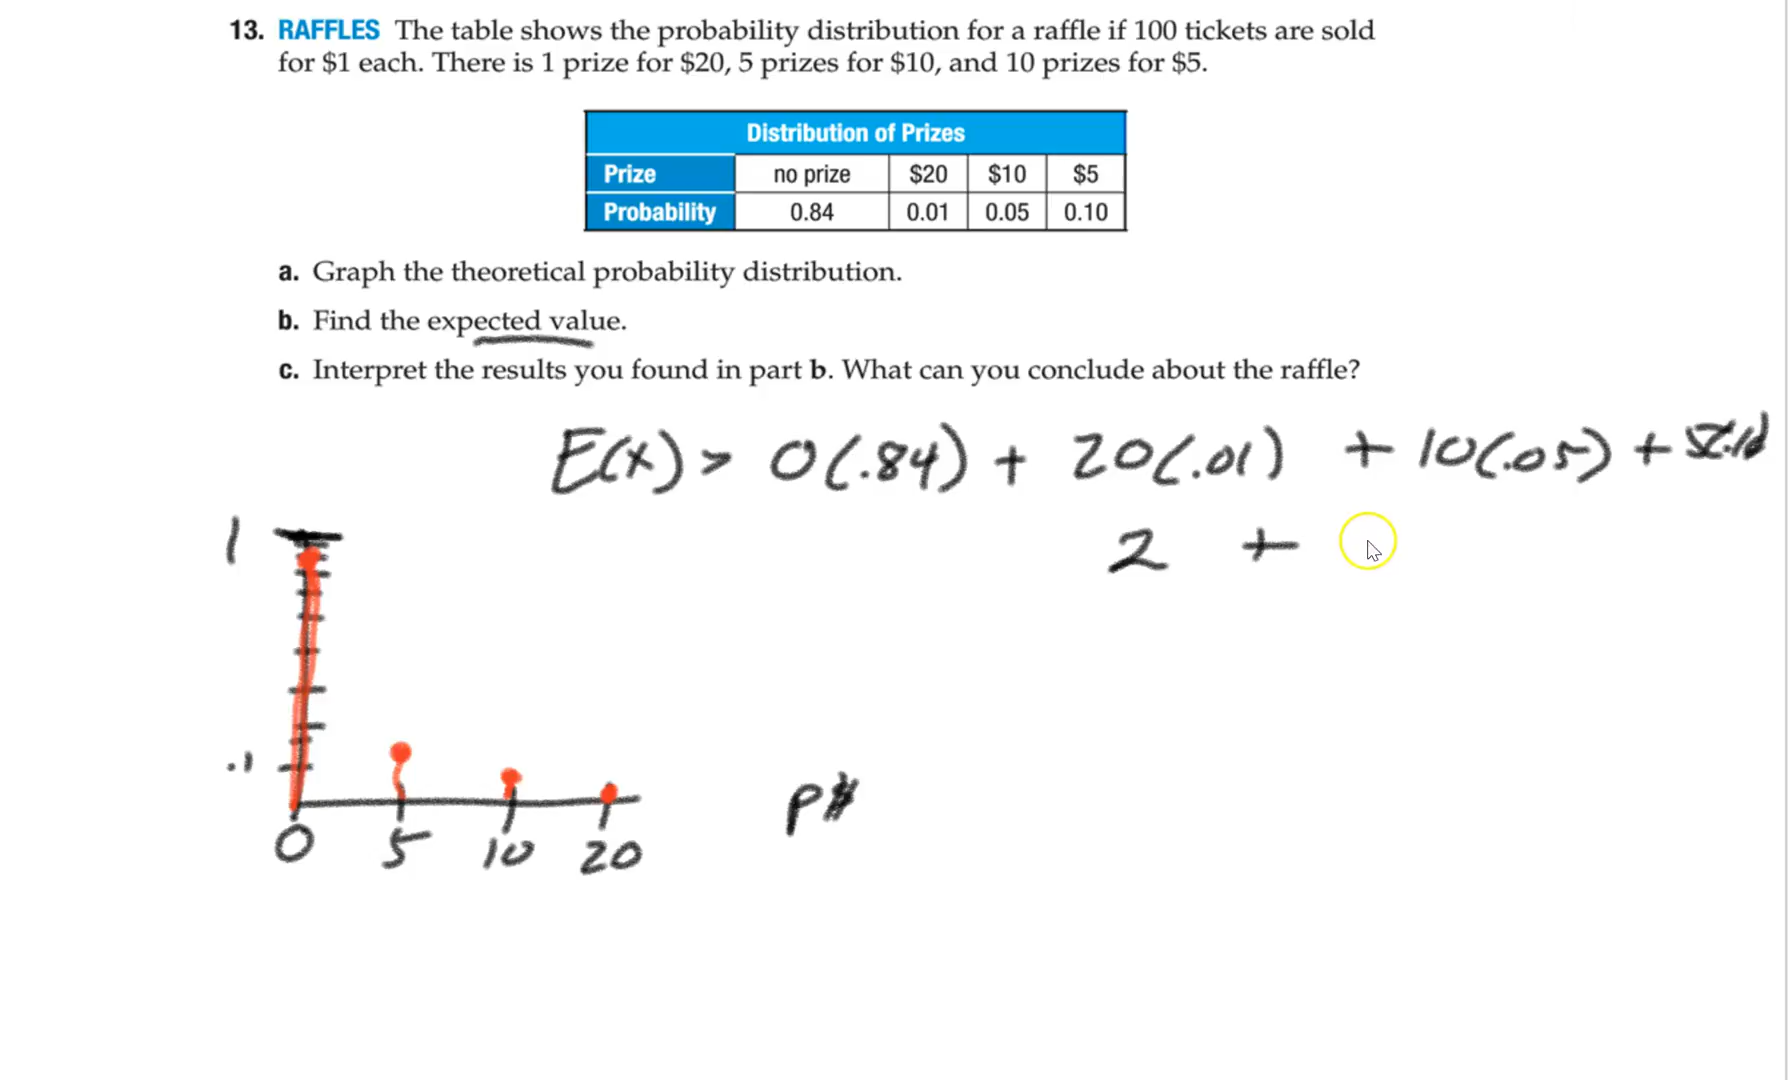 13. RAFFLES The table shows the probability distribution for a raffle if 100 tickets are sold
for $1 each. There is 1 prize for $20, 5 prizes for $10, and 10 prizes for $5.
Distribution of Prizes
Prize no prize $20 $10 $5
Probability 0.84 0.01 0.05 0.10
a. Graph the theoretical probability distribution.
b. Find the expected value.
c. Interpret the results you found in part b. What can you conclude about the raffle?
E(x) = 0(.84) + 20(.01) + 10(.05) +
2 +
1
.1
P$
0 5 10 20